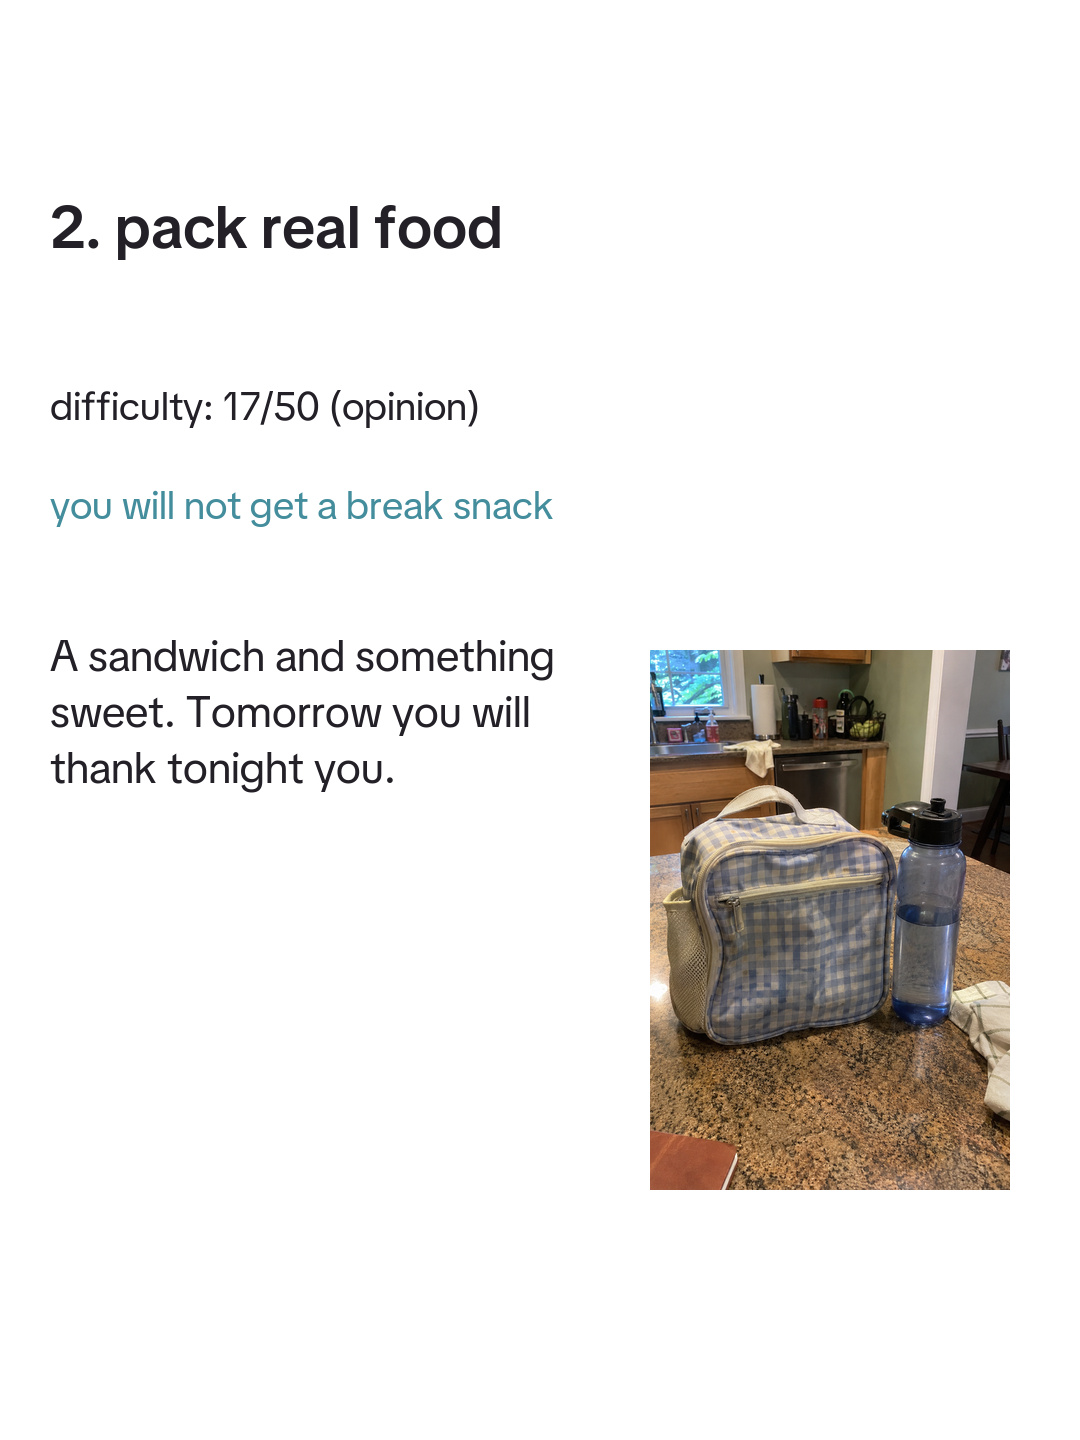 2. pack real food
difficulty: 17/50 (opinion)
you will not get a break snack
A sandwich and something
sweet. Tomorrow you will
thank tonight you.